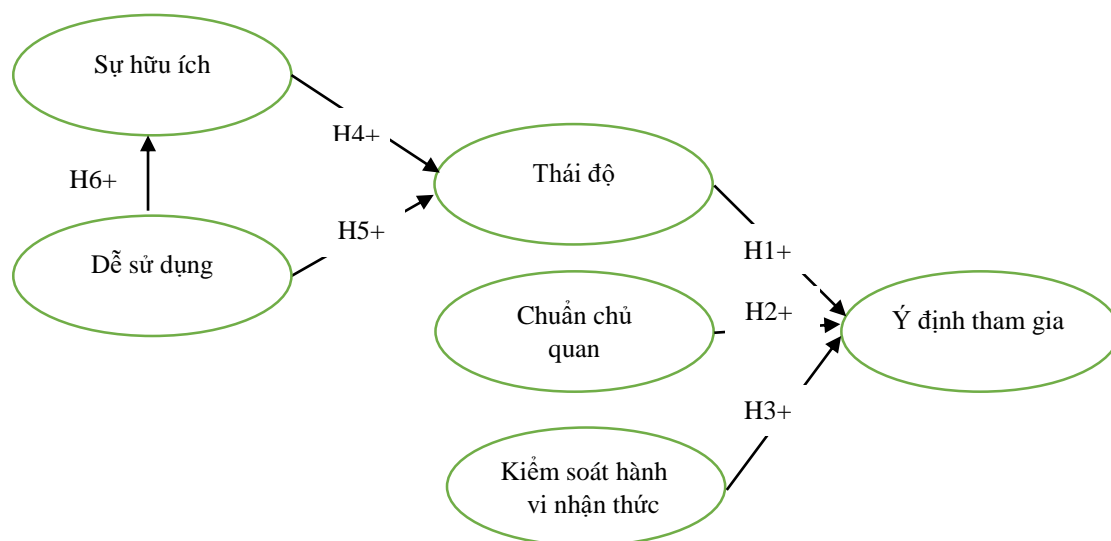 Sự hữu ích
H4+
Thái độ
H6+
H5+
Dễ sử dụng
H1+
Chuẩn chủ
quan
H2+
Ý định tham gia
H3+
Kiểm soát hành
vi nhận thức